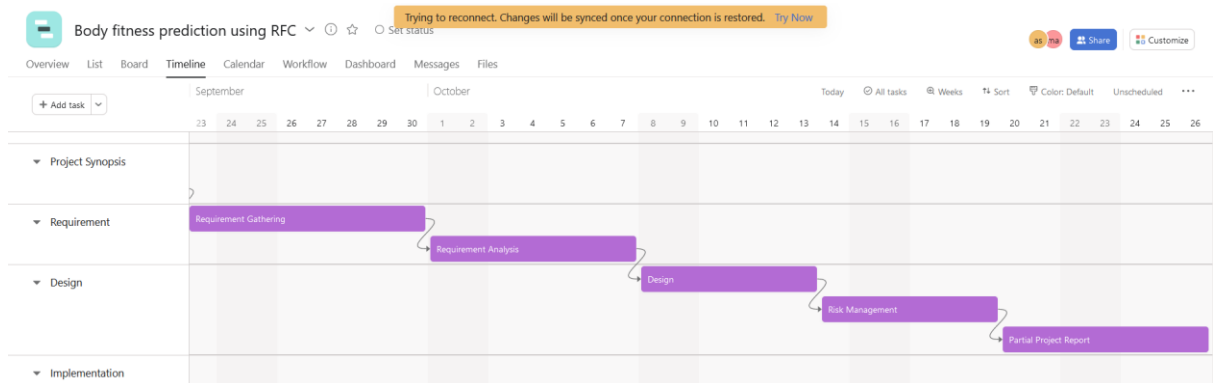 Trying to reconnect. Changes will be synced once your connection is restored. Try Now
Body fitness prediction using RFC
Set status
as ma Share Customize
Overview List Board Timeline Calendar Workflow Dashboard Messages Files
+ Add task
September October
Today All tasks Weeks Sort Color: Default Unscheduled ...
23 24 25 26 27 28 29 30 1 2 3 4 5 6 7 8 9 10 11 12 13 14 15 16 17 18 19 20 21 22 23 24 25 26
Project Synopsis
Requirement
Requirement Gathering
Requirement Analysis
Design
Design
Risk Management
Partial Project Report
Implementation